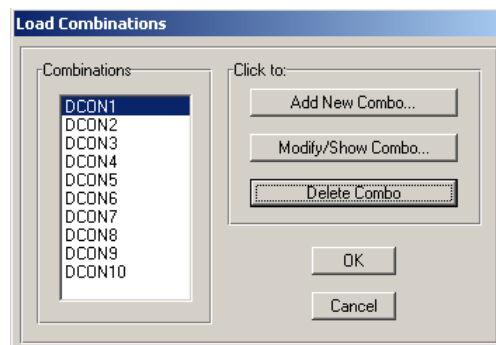 Load Combinations
Combinations
DCON1
DCON2
DCON3
DCON4
DCON5
DCON6
DCON7
DCON8
DCON9
DCON10
Click to:
Add New Combo...
Modify/Show Combo...
Delete Combo
OK
Cancel